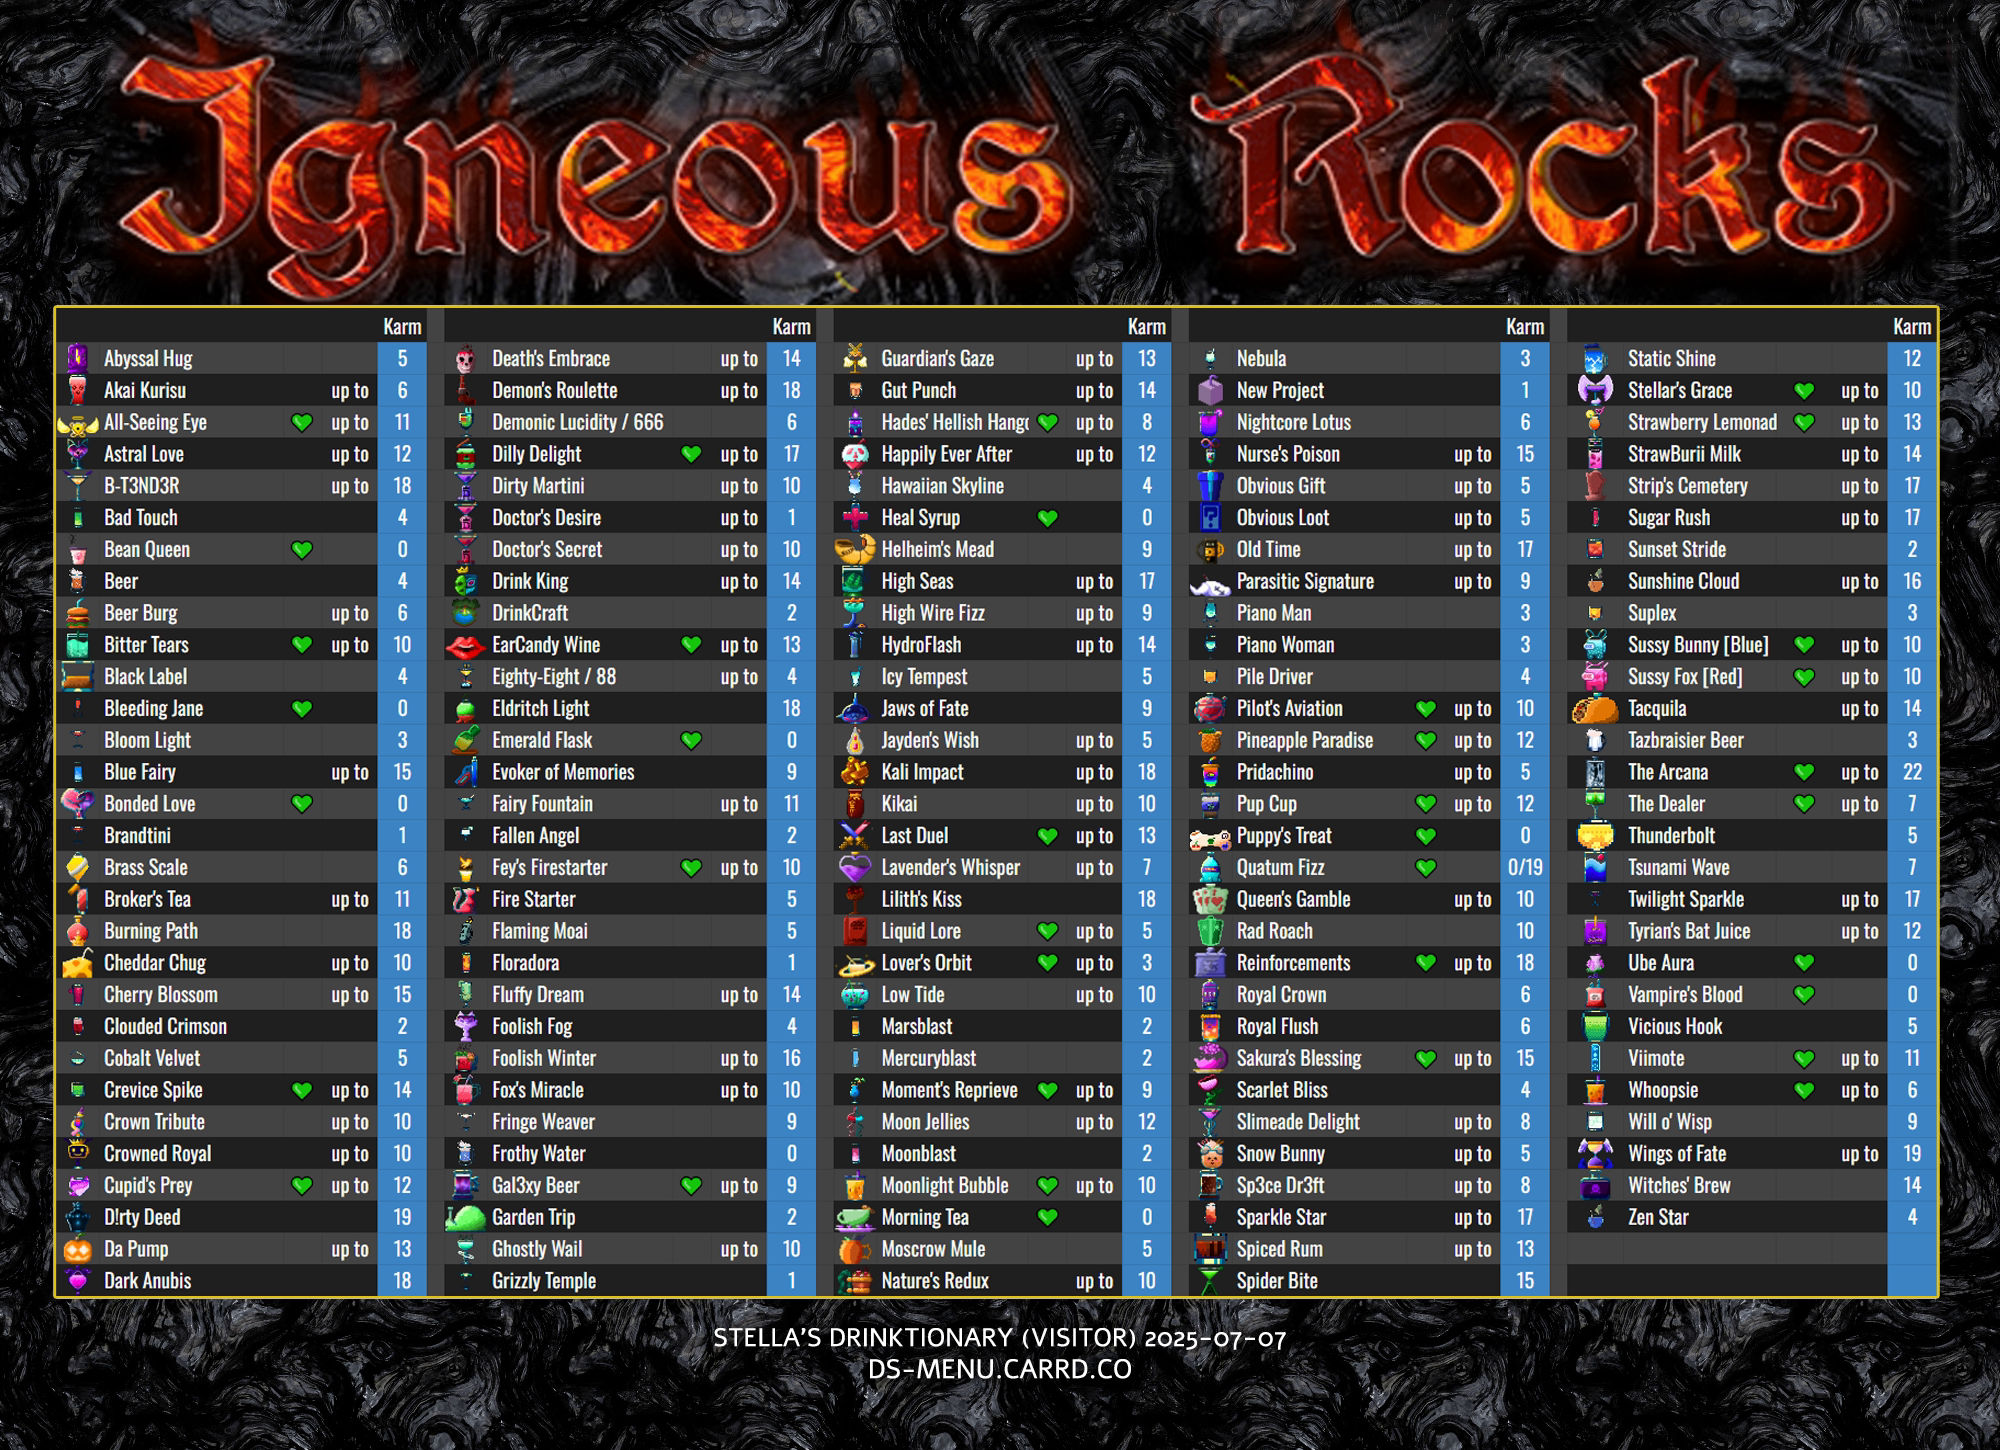 Igneous Rocks
Karm
Abyssal Hug 5
Akai Kurisu up to 6
All-Seeing Eye up to 11
Astral Love up to 12
B-T3ND3R up to 18
Bad Touch 4
Bean Queen 0
Beer 4
Beer Burg up to 6
Bitter Tears up to 10
Black Label 4
Bleeding Jane 0
Bloom Light 3
Blue Fairy up to 15
Bonded Love 0
Brandtini 1
Brass Scale 6
Broker's Tea up to 11
Burning Path 18
Cheddar Chug up to 10
Cherry Blossom up to 15
Clouded Crimson 2
Cobalt Velvet 5
Crevice Spike up to 14
Crown Tribute up to 10
Crowned Royal up to 10
Cupid's Prey up to 12
D!rty Deed 19
Da Pump up to 13
Dark Anubis 18
Karm
Death's Embrace up to 14
Demon's Roulette up to 18
Demonic Lucidity / 666 6
Dilly Delight up to 17
Dirty Martini up to 10
Doctor's Desire up to 1
Doctor's Secret up to 10
Drink King up to 14
DrinkCraft 2
EarCandy Wine up to 13
Eighty-Eight / 88 up to 4
Eldritch Light 18
Emerald Flask 0
Evoker of Memories 9
Fairy Fountain up to 11
Fallen Angel 2
Fey's Firestarter up to 10
Fire Starter 5
Flaming Moai 5
Floradora 1
Fluffy Dream up to 14
Foolish Fog 4
Foolish Winter up to 16
Fox's Miracle up to 10
Fringe Weaver 9
Frothy Water 0
Gal3xy Beer up to 9
Garden Trip 2
Ghostly Wail up to 10
Grizzly Temple 1
Karm
Guardian's Gaze up to 13
Gut Punch up to 14
Hades' Hellish Hang up to 8
Happily Ever After up to 12
Hawaiian Skyline 4
Heal Syrup 0
Helheim's Mead 9
High Seas up to 17
High Wire Fizz up to 9
HydroFlash up to 14
Icy Tempest 5
Jaws of Fate 9
Jayden's Wish up to 5
Kali Impact up to 18
Kikai up to 10
Last Duel up to 13
Lavender's Whisper up to 7
Lilith's Kiss 18
Liquid Lore up to 5
Lover's Orbit up to 3
Low Tide up to 10
Marsblast 2
Mercuryblast 2
Moment's Reprieve up to 9
Moon Jellies up to 12
Moonblast 2
Moonlight Bubble up to 10
Morning Tea 0
Moscrow Mule 5
Nature's Redux up to 10
Karm
Nebula 3
New Project 1
Nightcore Lotus 6
Nurse's Poison up to 15
Obvious Gift up to 5
Obvious Loot up to 5
Old Time up to 17
Parasitic Signature up to 9
Piano Man 3
Piano Woman 3
Pile Driver 4
Pilot's Aviation up to 10
Pineapple Paradise up to 12
Pridachino up to 5
Pup Cup up to 12
Puppy's Treat 0
Quatum Fizz 0/19
Queen's Gamble up to 10
Rad Roach 10
Reinforcements up to 18
Royal Crown 6
Royal Flush 6
Sakura's Blessing up to 15
Scarlet Bliss 4
Slimeade Delight up to 8
Snow Bunny up to 5
Sp3ce Dr3ft up to 8
Sparkle Star up to 17
Spiced Rum up to 13
Spider Bite 15
Karm
Static Shine 12
Stellar's Grace up to 10
Strawberry Lemonad up to 13
StrawBurii Milk up to 14
Strip's Cemetery up to 17
Sugar Rush up to 17
Sunset Stride 2
Sunshine Cloud up to 16
Suplex 3
Sussy Bunny [Blue] up to 10
Sussy Fox [Red] up to 10
Tacquila up to 14
Tazbraisier Beer 3
The Arcana up to 22
The Dealer up to 7
Thunderbolt 5
Tsunami Wave 7
Twilight Sparkle up to 17
Tyrian's Bat Juice up to 12
Ube Aura 0
Vampire's Blood 0
Vicious Hook 5
Viimote up to 11
Whoopsie up to 6
Will o' Wisp 9
Wings of Fate up to 19
Witches' Brew 14
Zen Star 4
STELLA'S DRINKTIONARY (VISITOR) 2025-07-07
DS-MENU.CARRD.CO